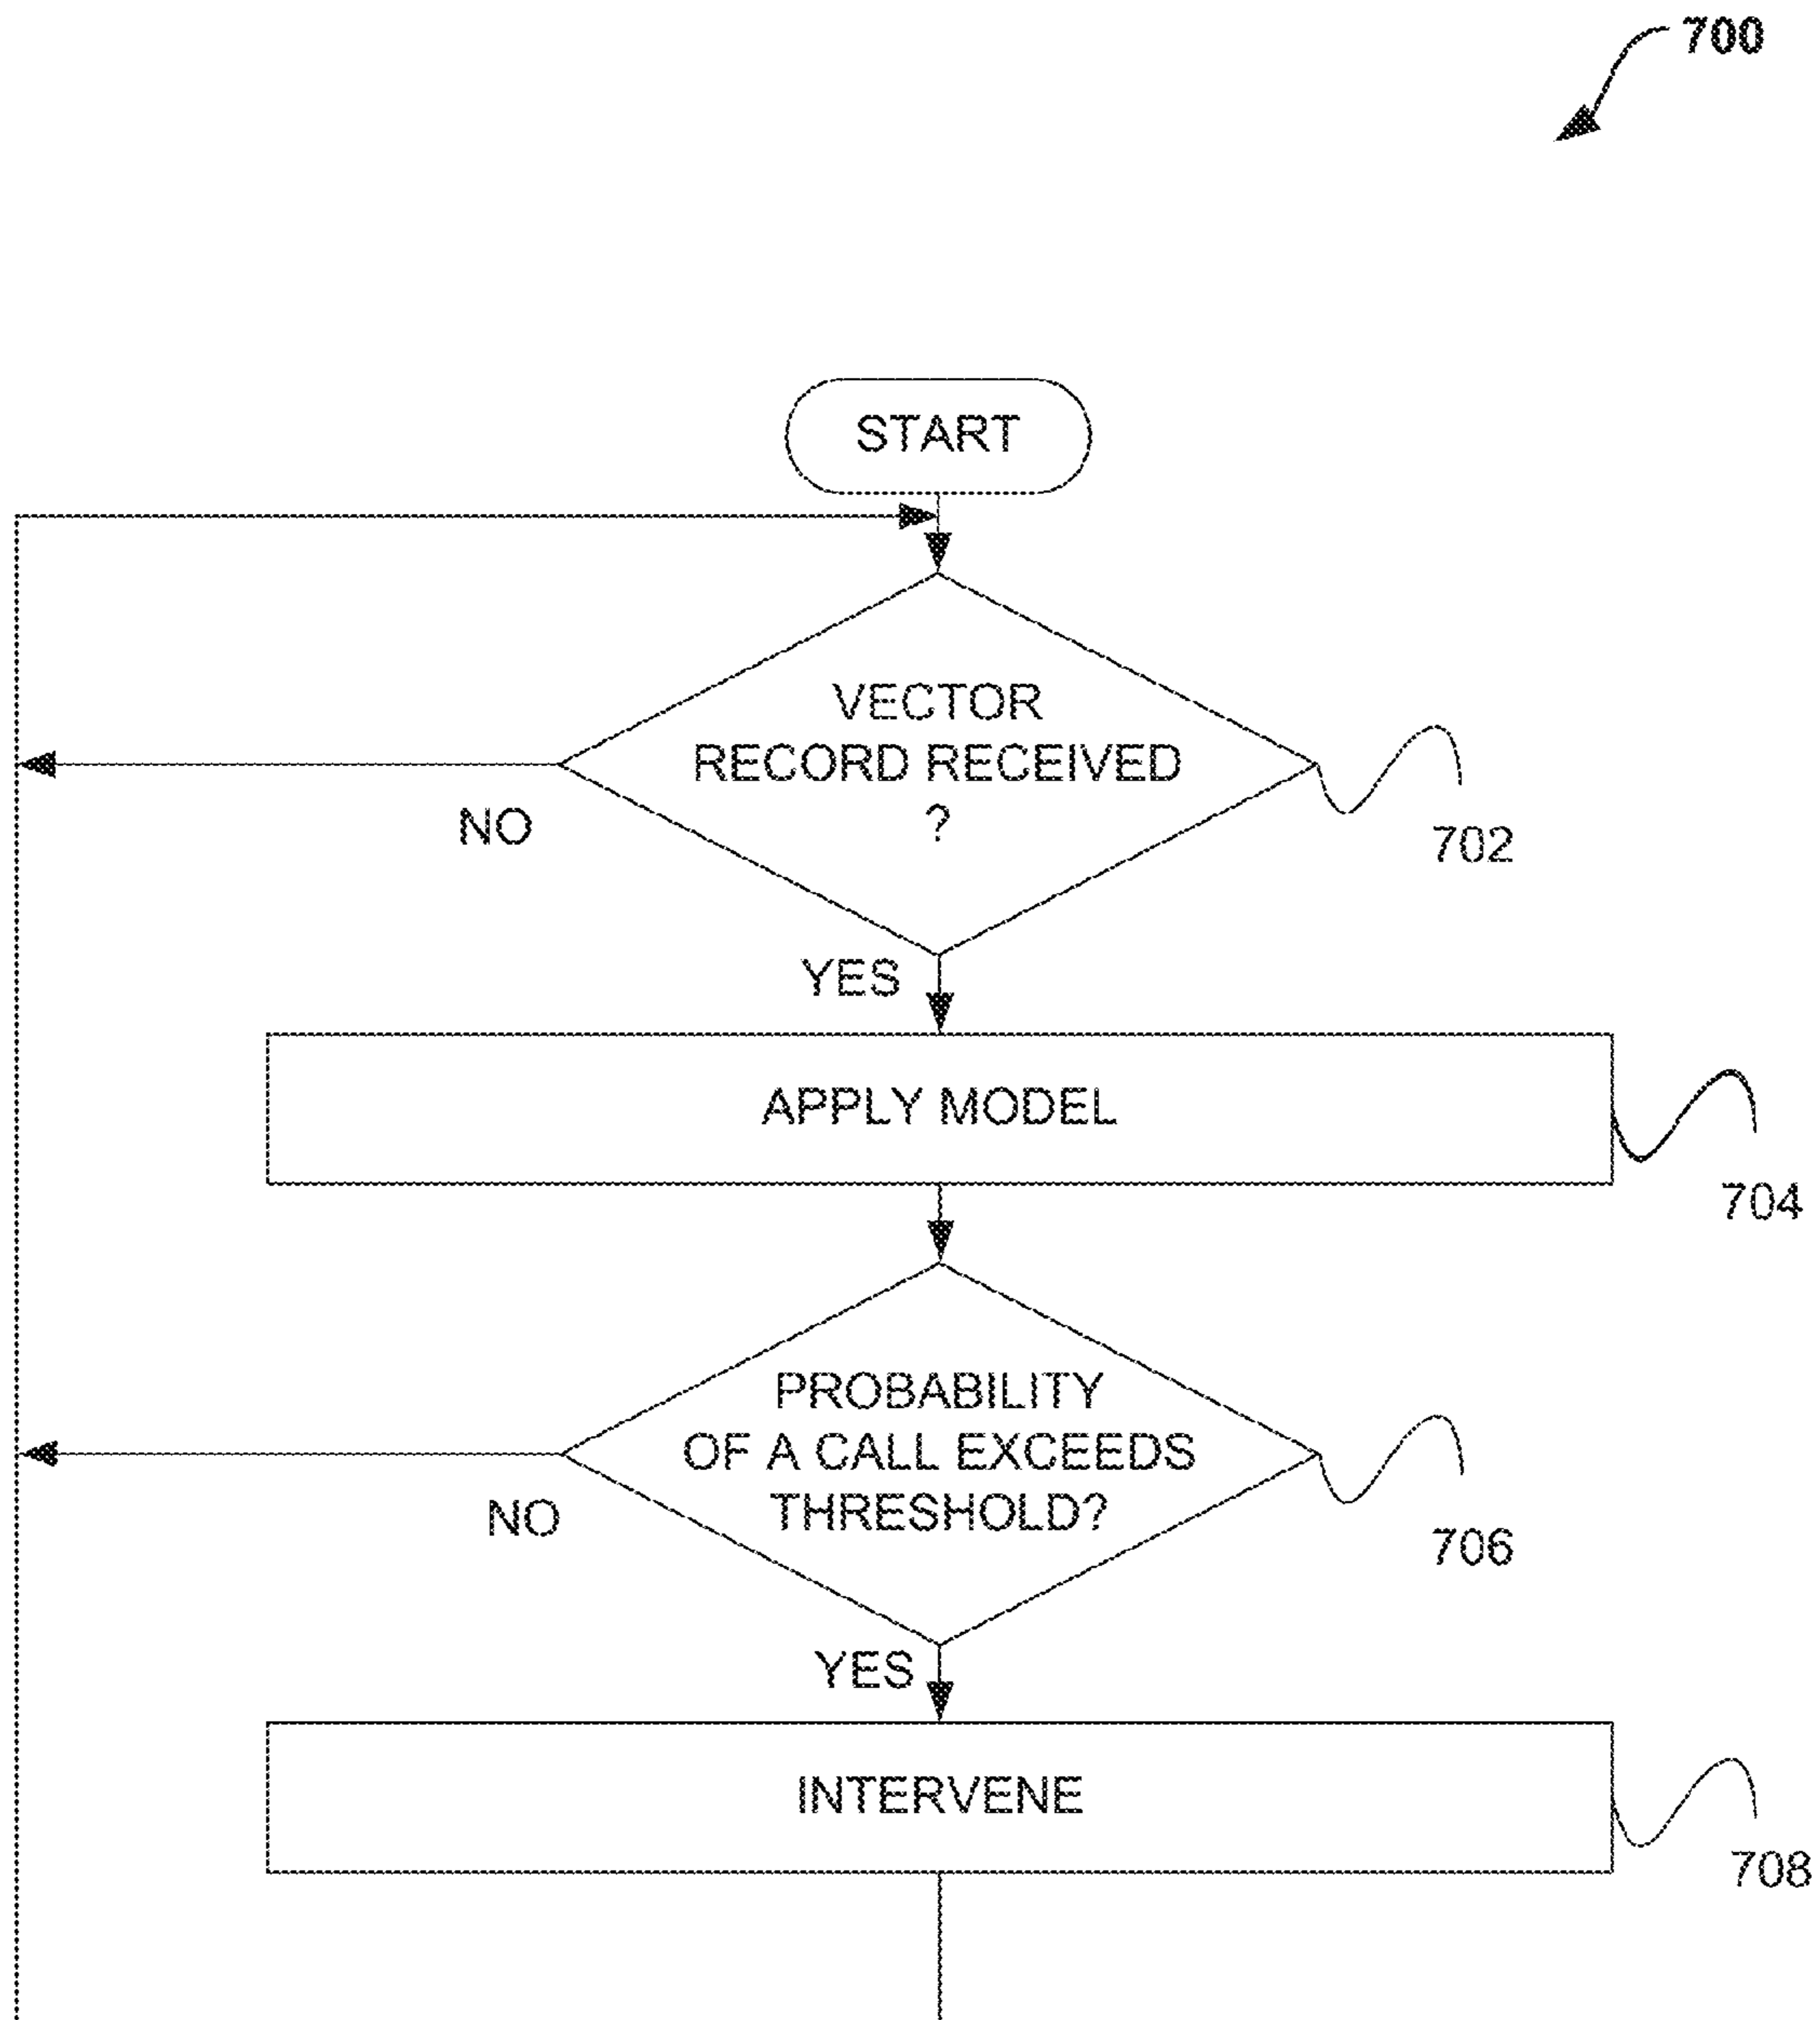 700
START
VECTOR
RECORD RECEIVED
?
NO
702
YES
APPLY MODEL
704
PROBABILITY
OF A CALL EXCEEDS
THRESHOLD?
NO
706
YES
INTERVENE
708